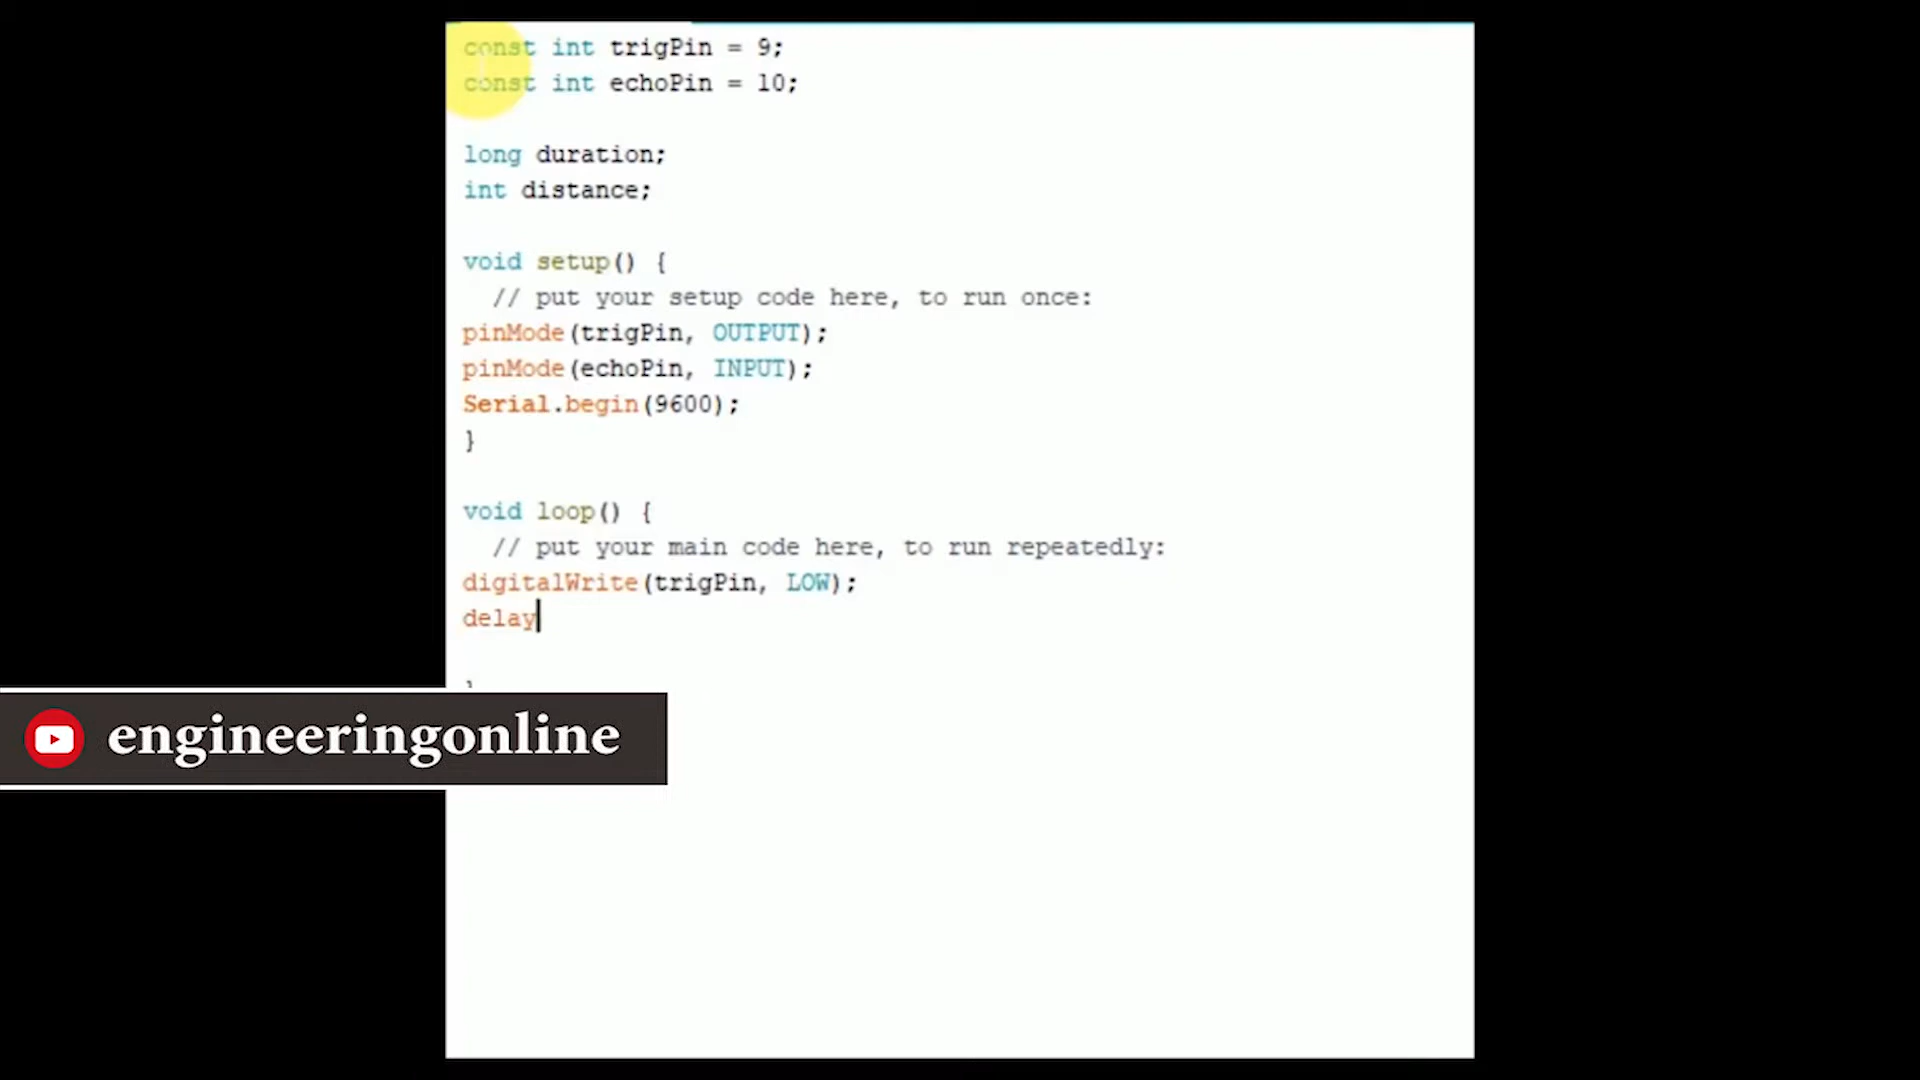 const int trigPin = 9;
const int echoPin = 10;
long duration;
int distance;
void setup() {
// put your setup code here, to run once:
pinMode(trigPin, OUTPUT);
pinMode(echoPin, INPUT);
Serial.begin(9600);
}
void loop() {
// put your main code here, to run repeatedly:
digitalWrite(trigPin, LOW);
delay
engineeringonline